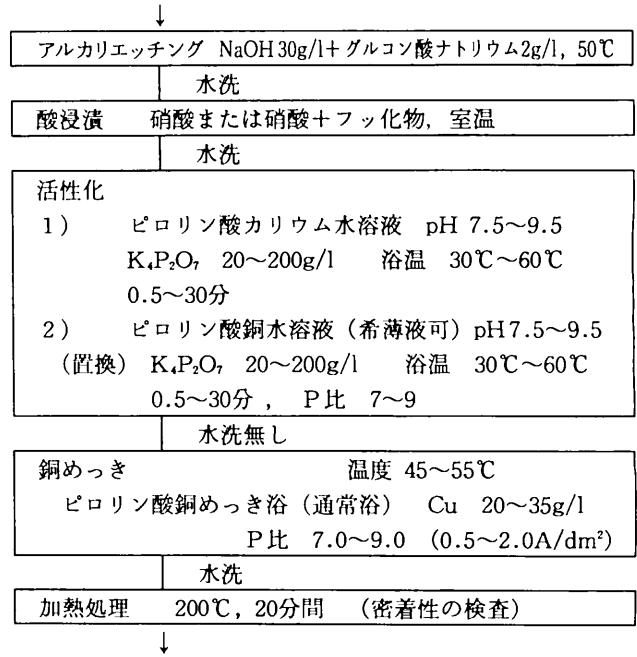 ↓
アルカリエッチング NaOH 30g/l+グルコン酸ナトリウム2g/l, 50℃
水洗
酸浸漬 硝酸または硝酸+フッ化物, 室温
水洗
活性化
1) ピロリン酸カリウム水溶液 pH 7.5～9.5
K₄P₂O₇ 20～200g/l 浴温 30℃～60℃
0.5～30分
2) ピロリン酸銅水溶液（希薄液可）pH7.5～9.5
（置換） K₄P₂O₇ 20～200g/l 浴温 30℃～60℃
0.5～30分 , P比 7～9
水洗無し
銅めっき 温度 45～55℃
ピロリン酸銅めっき浴（通常浴） Cu 20～35g/l
P比 7.0～9.0 （0.5～2.0A/dm²）
水洗
加熱処理 200℃, 20分間 （密着性の検査）
↓